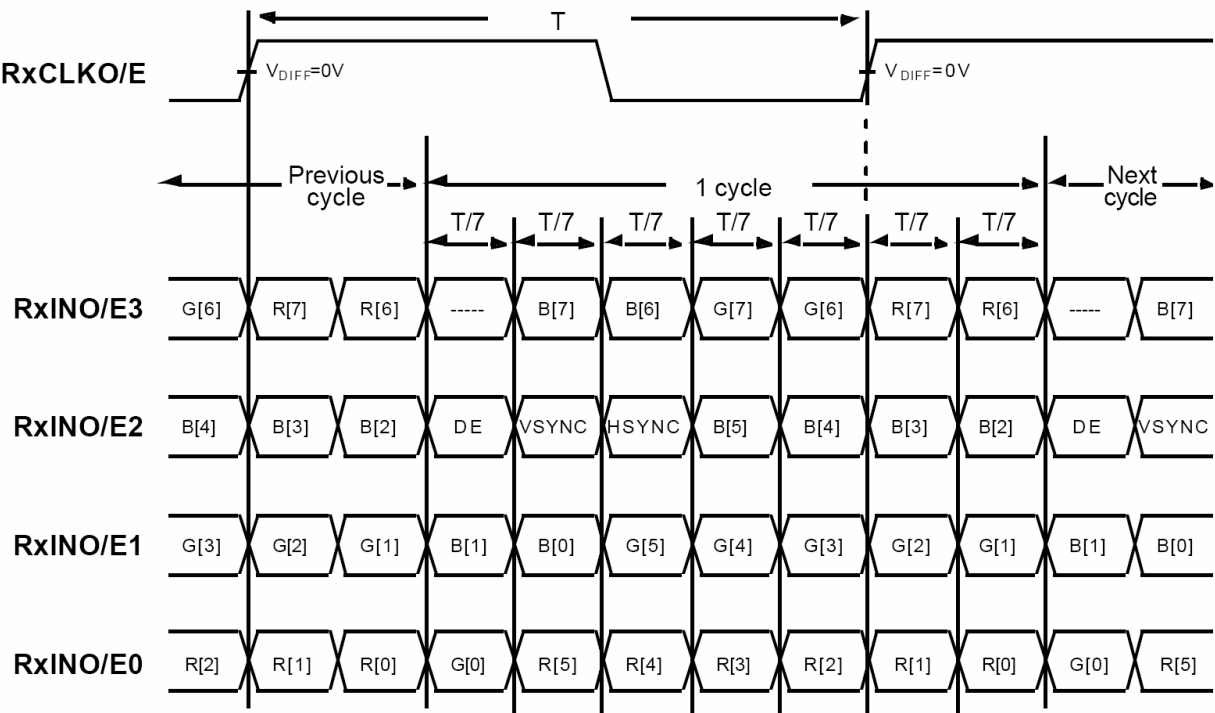 T
RxCLKO/E
VDIFF=0V
VDIFF=0V
Previous
cycle
1 cycle
Next
cycle
T/7 T/7 T/7 T/7 T/7 T/7 T/7
RxINO/E3 G[6] R[7] R[6] ----- B[7] B[6] G[7] G[6] R[7] R[6] ----- B[7]
RxINO/E2 B[4] B[3] B[2] DE VSYNC HSYNC B[5] B[4] B[3] B[2] DE VSYNC
RxINO/E1 G[3] G[2] G[1] B[1] B[0] G[5] G[4] G[3] G[2] G[1] B[1] B[0]
RxINO/E0 R[2] R[1] R[0] G[0] R[5] R[4] R[3] R[2] R[1] R[0] G[0] R[5]